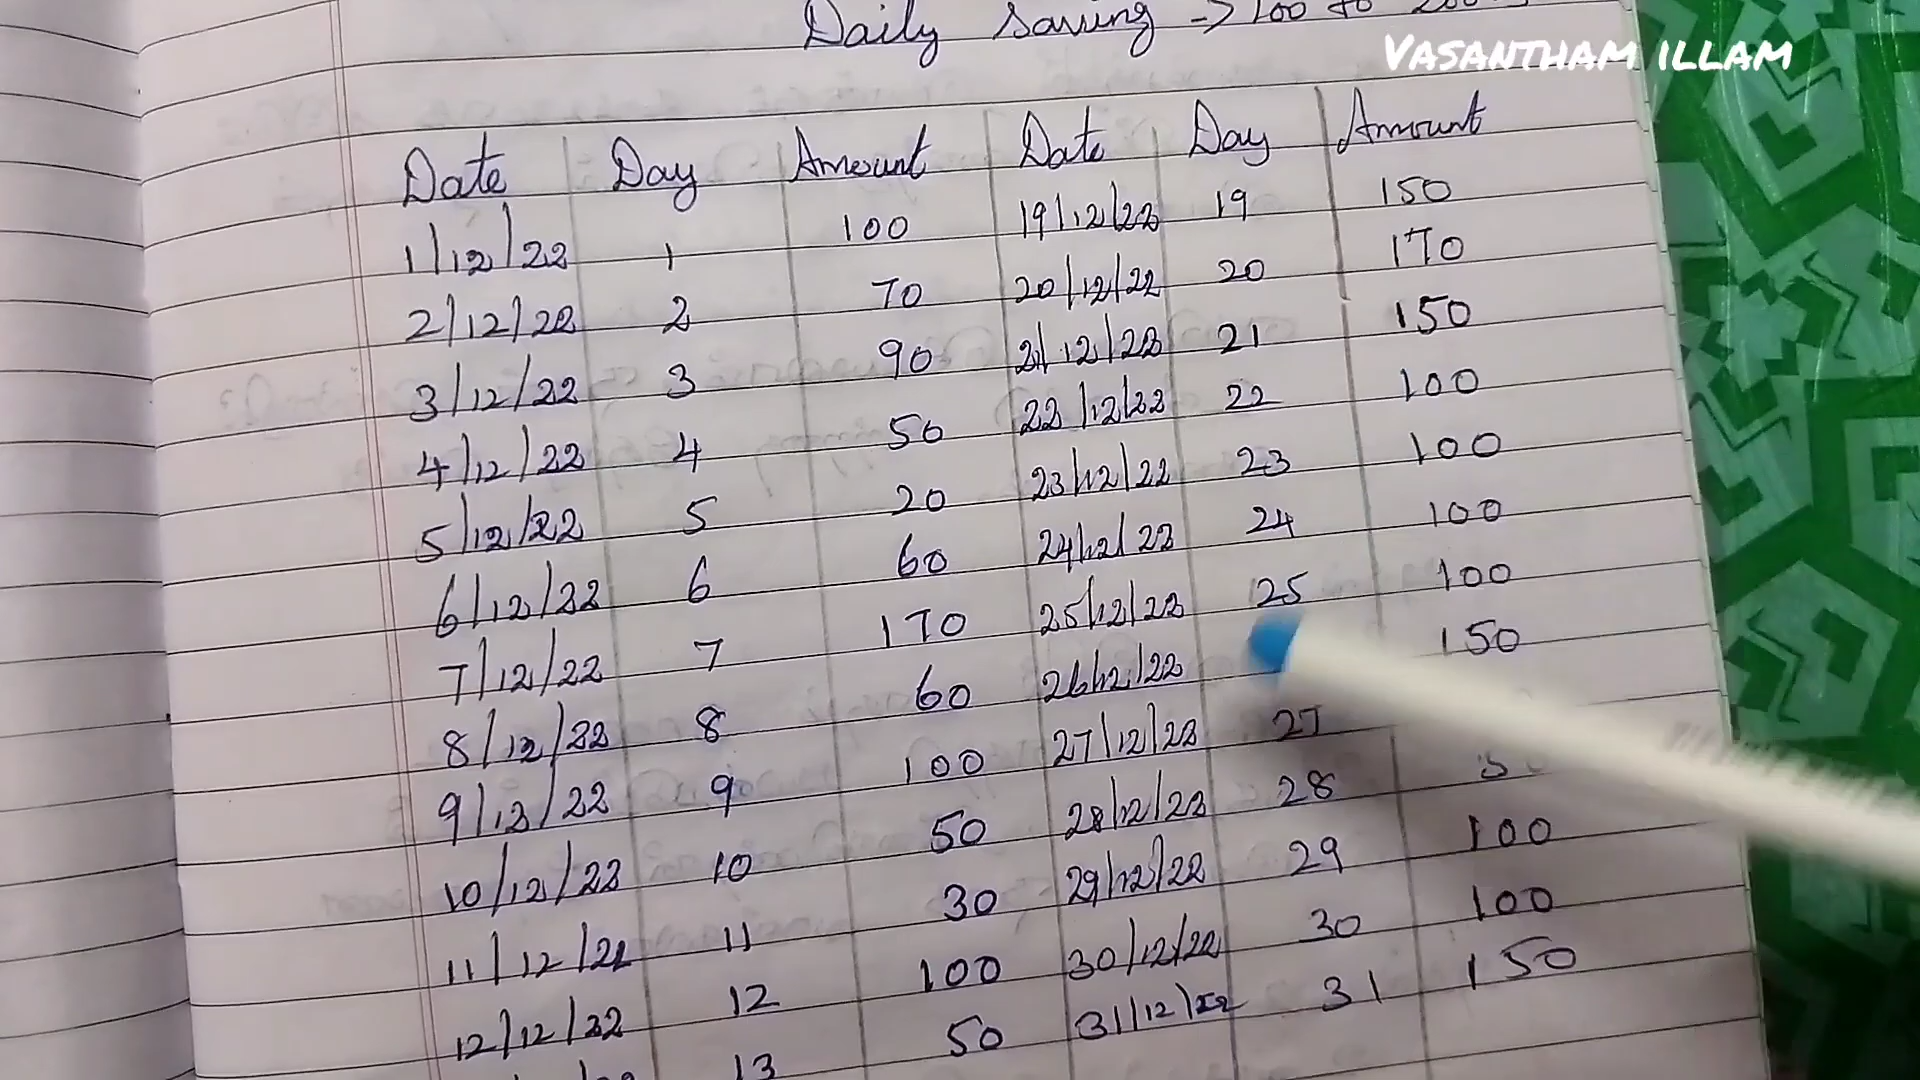 Daily saving → 100 to
VASANTHAM ILLAM
Date Day Amount Date Day Amount
1/12/22 1 100 19/12/22 19 150
2/12/22 2 70 20/12/22 20 170
3/12/22 3 90 21/12/22 21 150
4/12/22 4 50 22/12/22 22 100
5/12/22 5 20 23/12/22 23 100
6/12/22 6 60 24/12/22 24 100
7/12/22 7 170 25/12/22 25 100
8/12/22 8 60 26/12/22 150
9/12/22 9 100 27/12/22 27
10/12/22 10 50 28/12/22 28
11/12/22 11 30 29/12/22 29 100
12/12/22 12 100 30/12/22 30 100
13 50 31/12/22 31 150